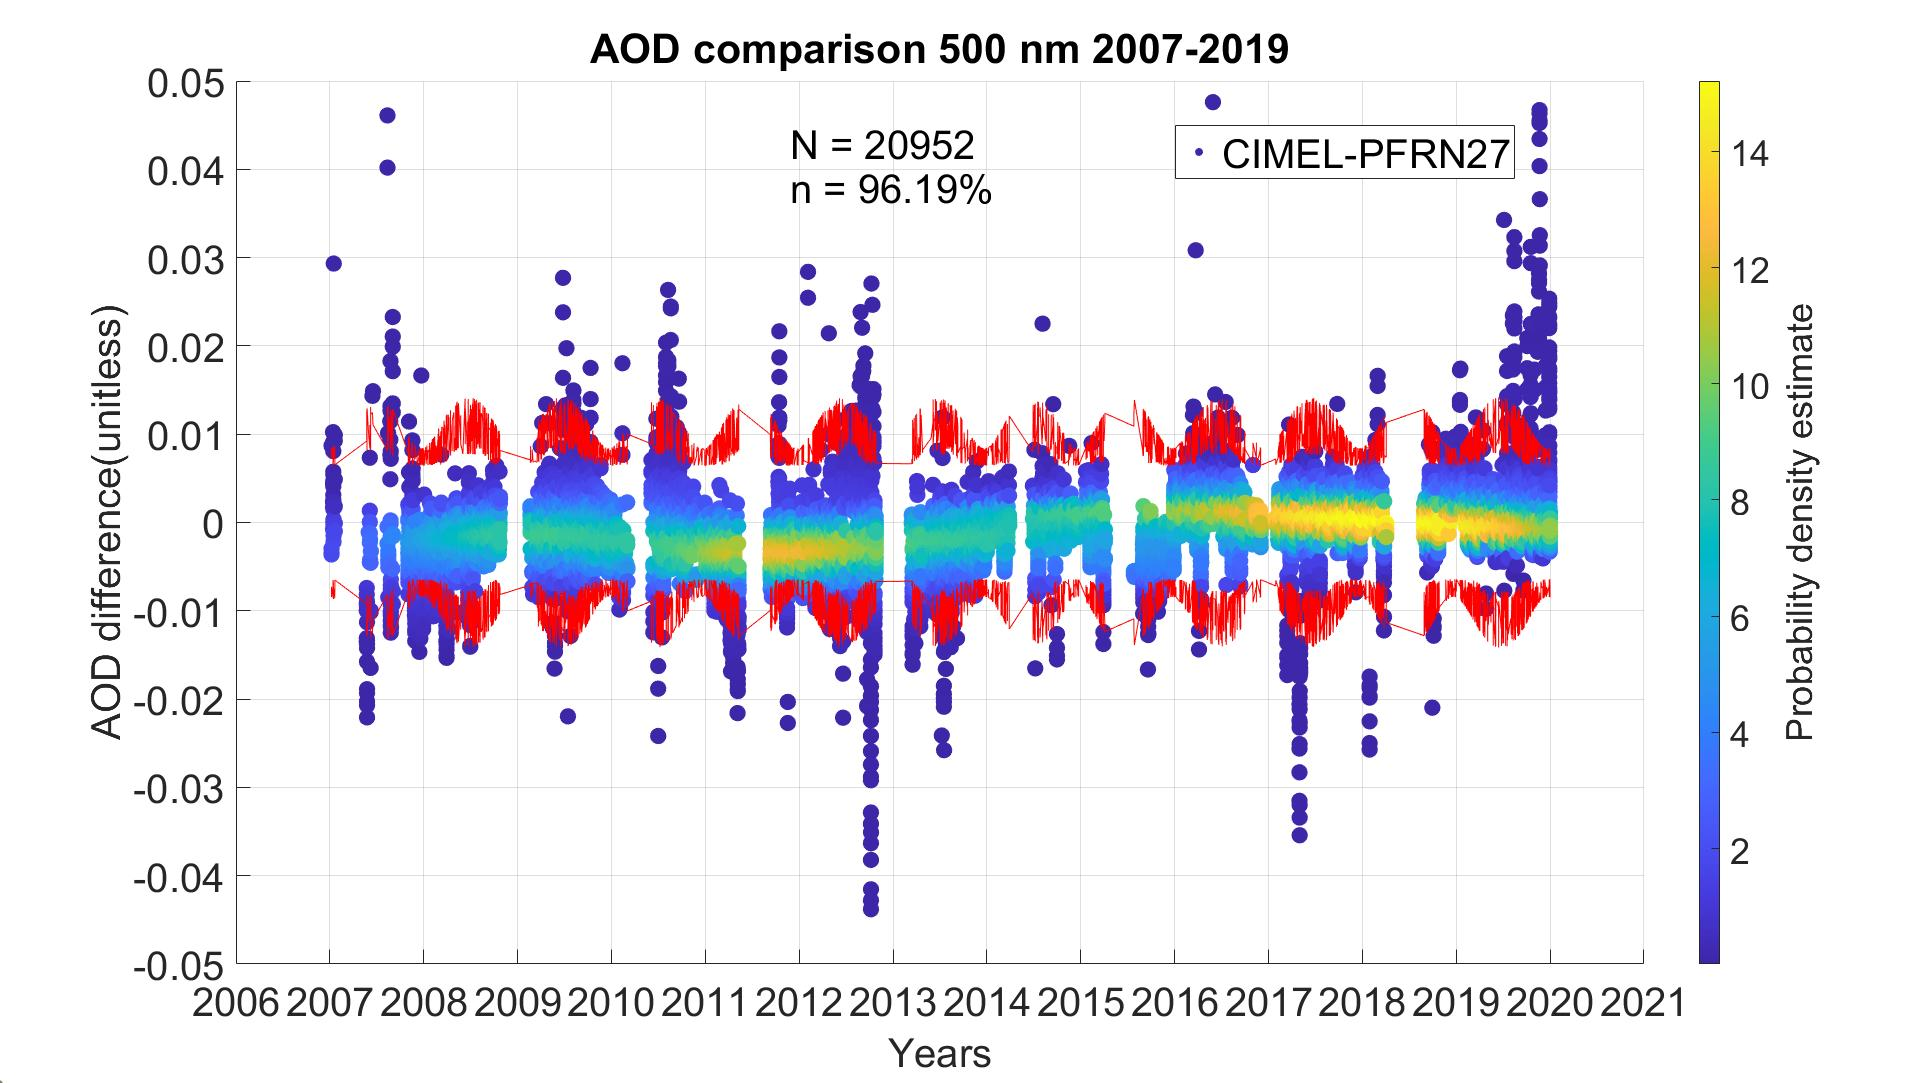 AOD comparison 500 nm 2007-2019
0.05
0.04
0.03
0.02
0.01
0
-0.01
-0.02
-0.03
-0.04
-0.05
AOD difference(unitless)
N = 20952
n = 96.19%
CIMEL-PFRN27
2006 2007 2008 2009 2010 2011 2012 2013 2014 2015 2016 2017 2018 2019 2020 2021
Years
14
12
10
8
6
4
2
Probability density estimate